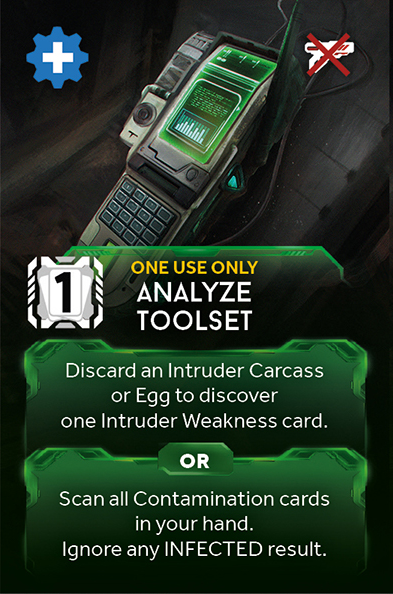 1
ONE USE ONLY
ANALYZE
TOOLSET
Discard an Intruder Carcass
or Egg to discover
one Intruder Weakness card.
OR
Scan all Contamination cards
in your hand.
Ignore any INFECTED result.